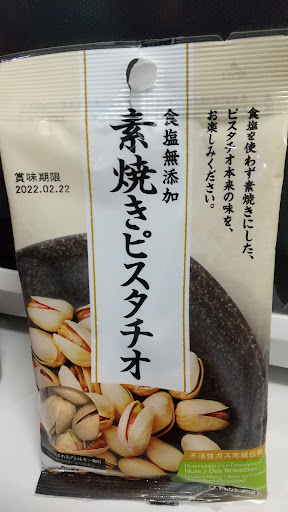 食塩無添加
素焼きピスタチオ
食塩を使わず素焼きにした、
ピスタチオ本来の味を、
お楽しみください。
賞味期限
2022.02.22
不活性ガス充填包装
Nuts / Des Noisettes